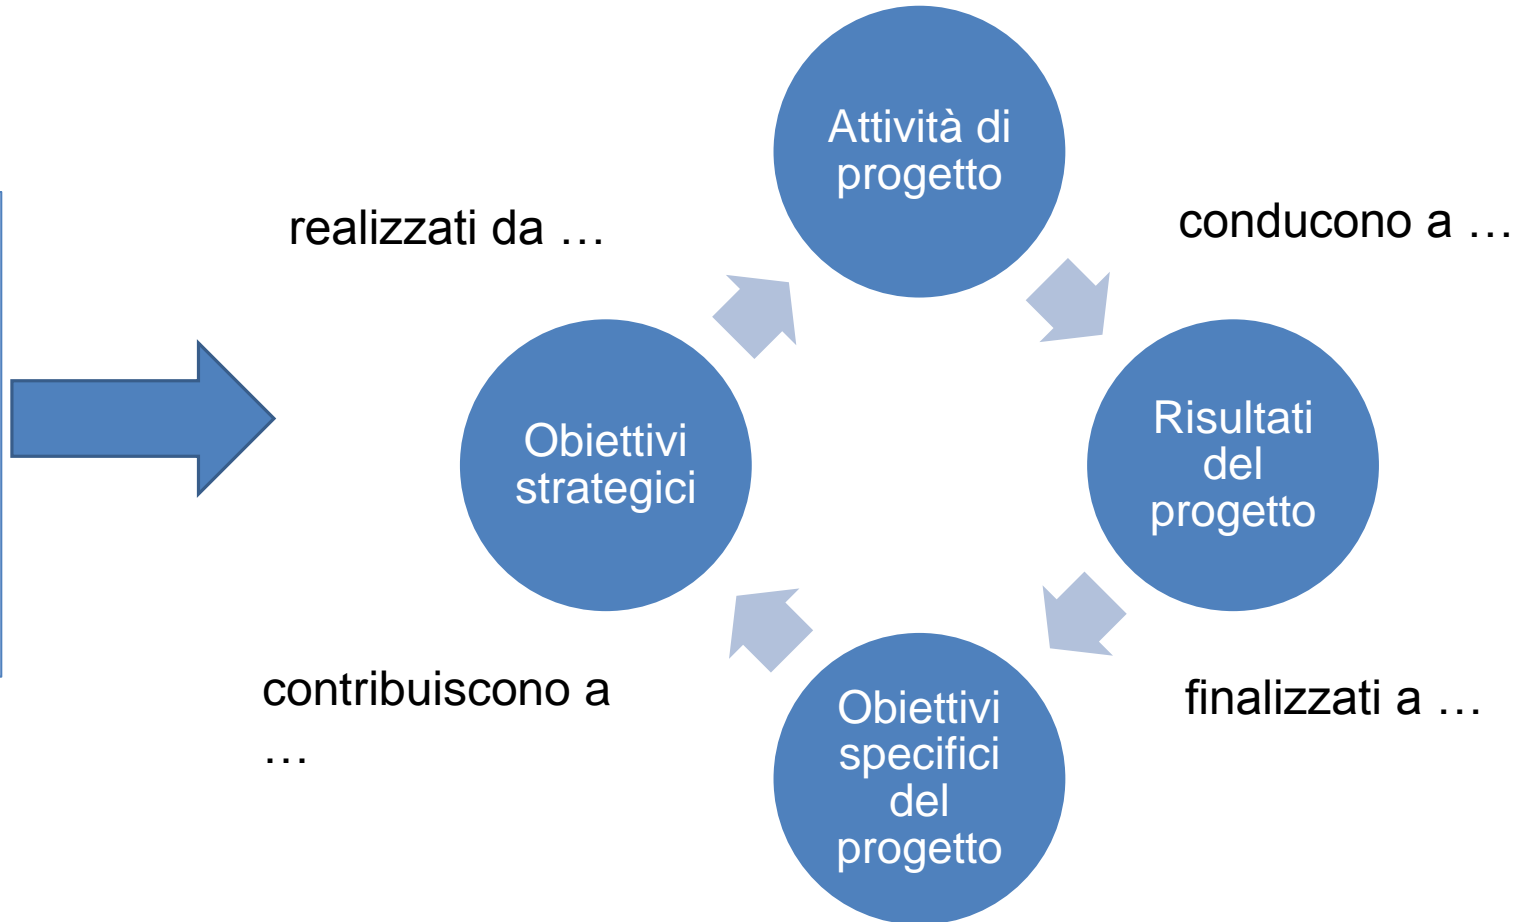 Attività di
progetto
realizzati da …
conducono a …
Obiettivi
strategici
Risultati
del
progetto
contribuiscono a
…
finalizzati a …
Obiettivi
specifici
del
progetto